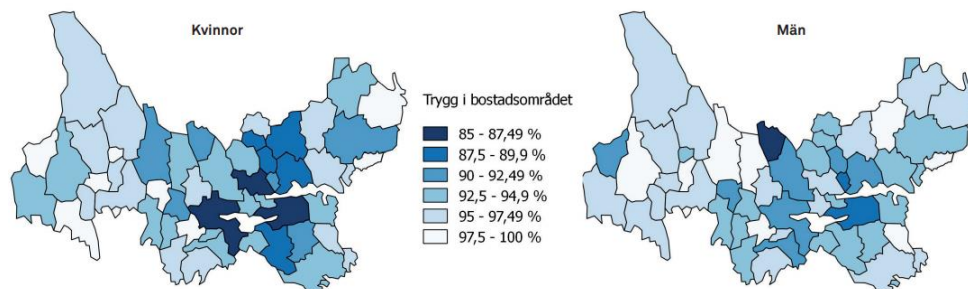 Kvinnor
Män
Trygg i bostadsområdet
85 - 87,49 %
87,5 - 89,9 %
90 - 92,49 %
92,5 - 94,9 %
95 - 97,49 %
97,5 - 100 %